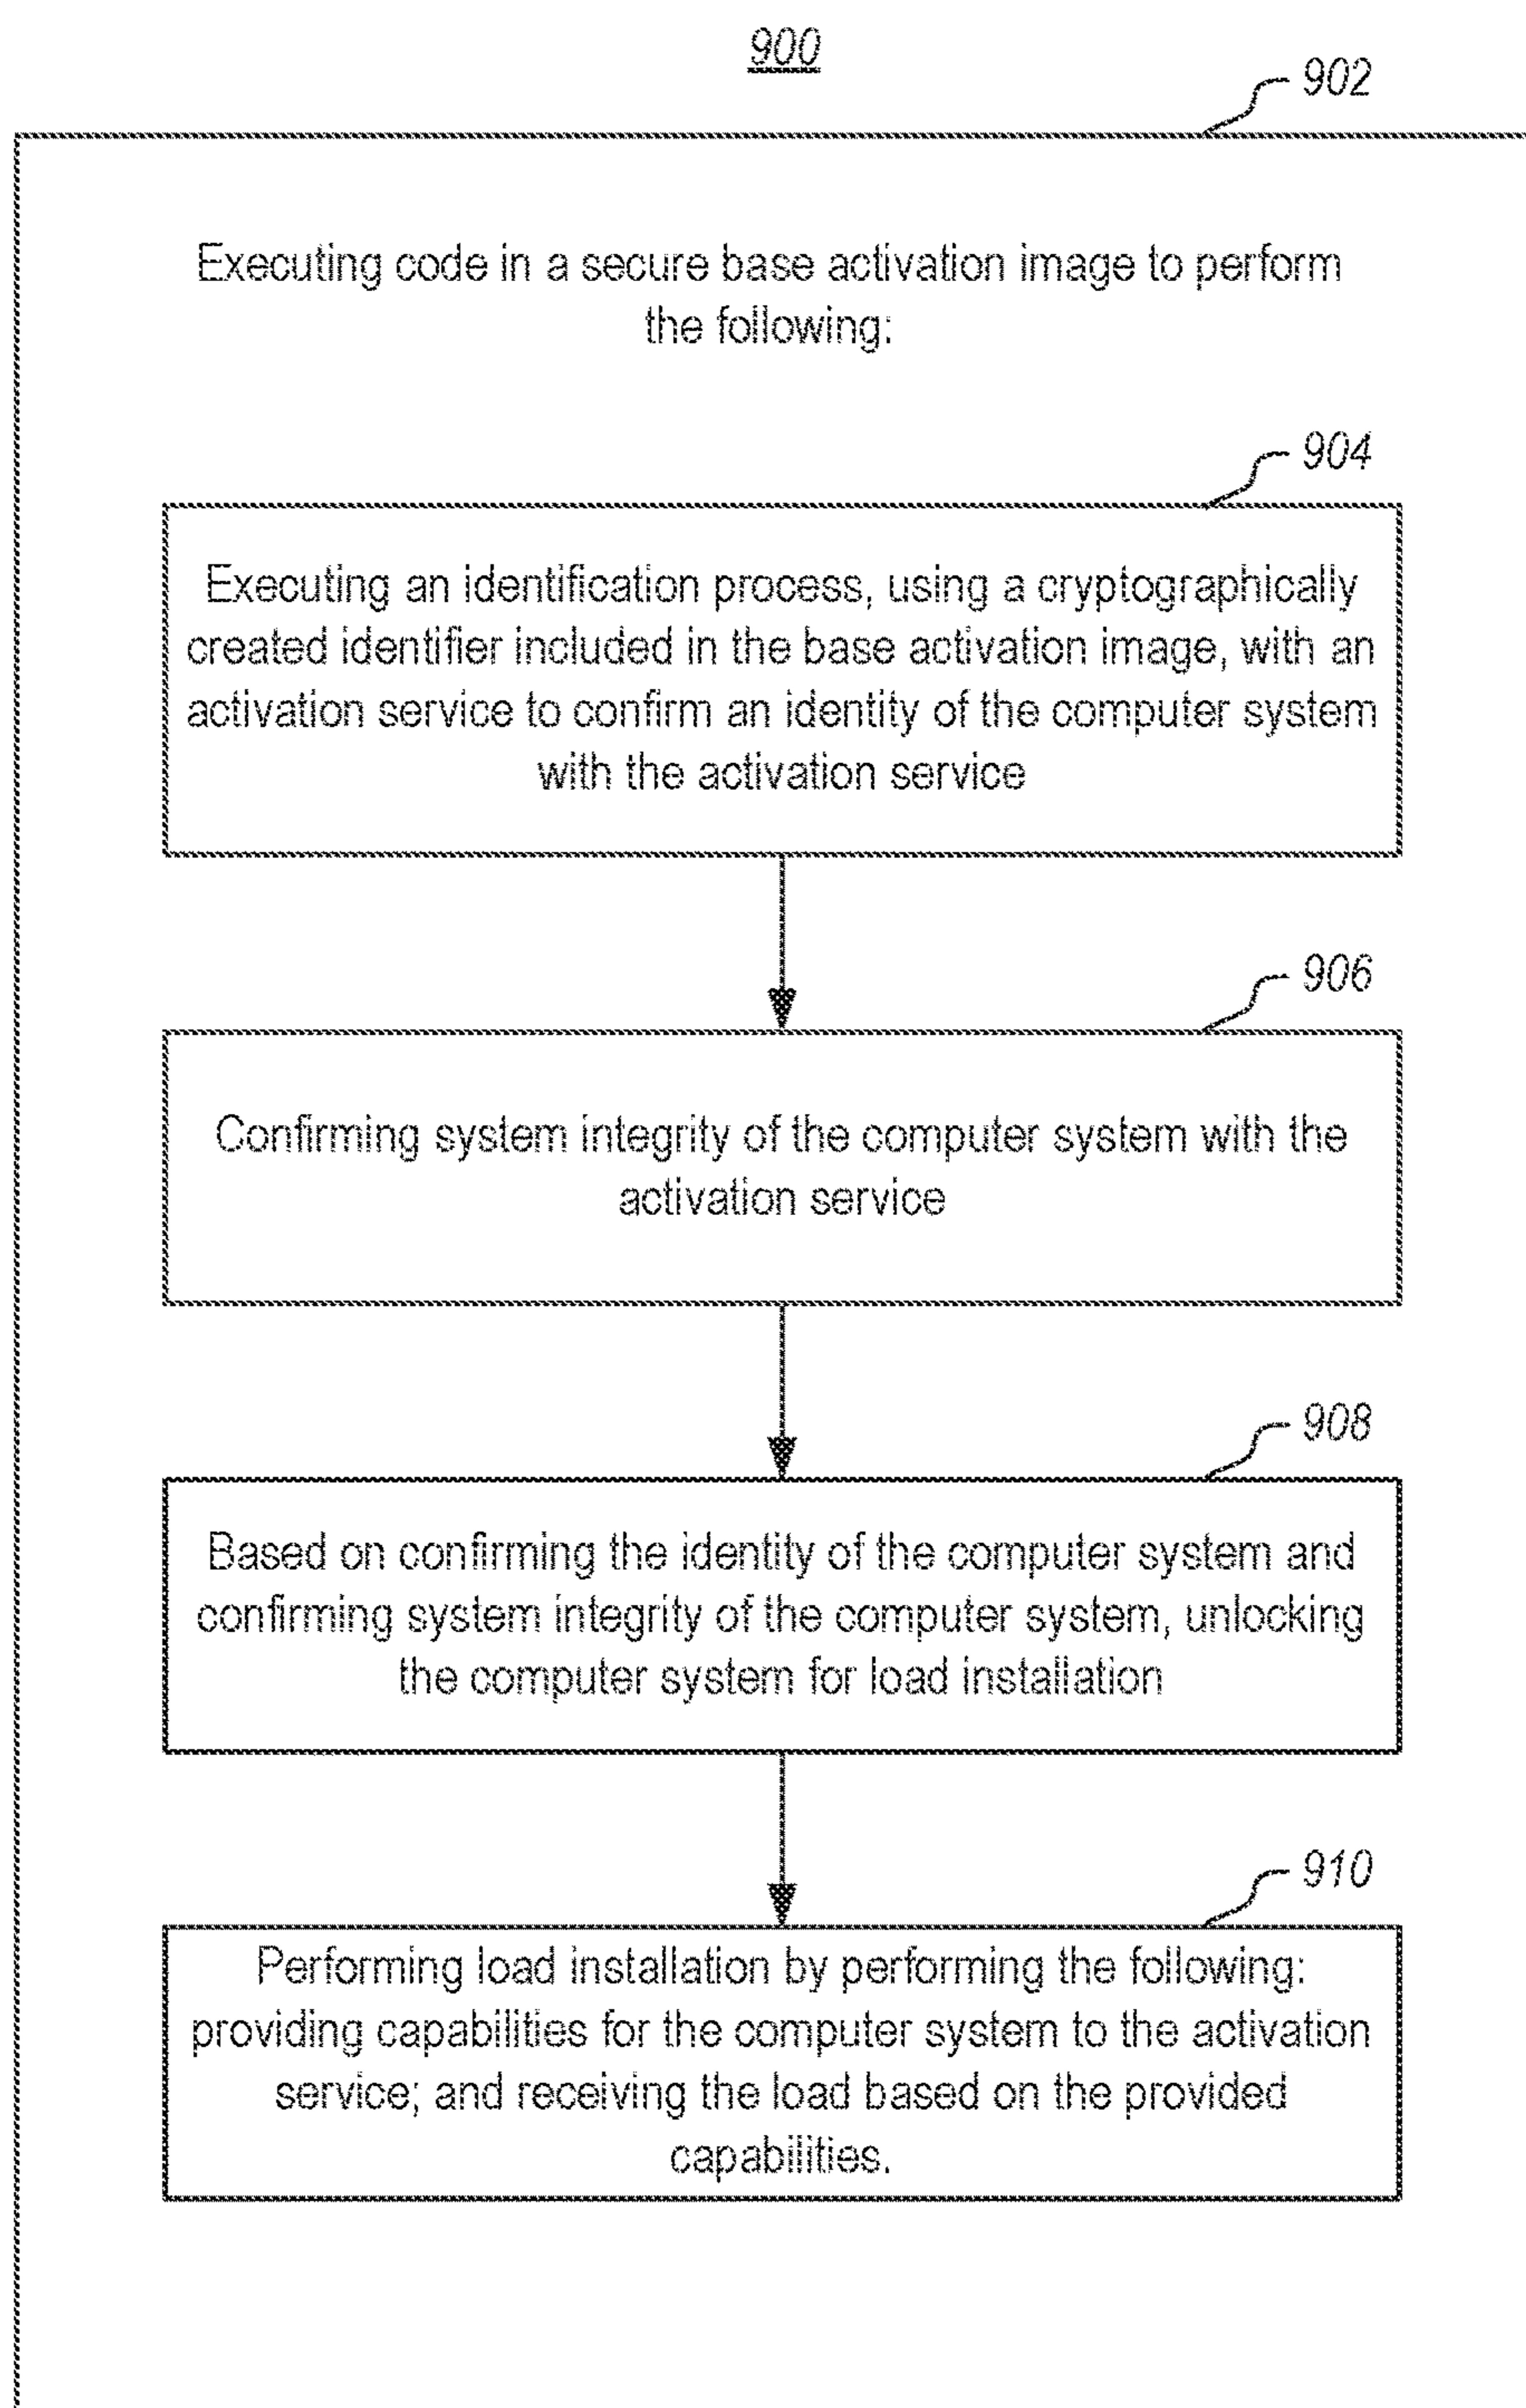 900
902
Executing code in a secure base activation image to perform
the following:
904
Executing an identification process, using a cryptographically
created identifier included in the base activation image, with an
activation service to confirm an identity of the computer system
with the activation service
906
Confirming system integrity of the computer system with the
activation service
908
Based on confirming the identity of the computer system and
confirming system integrity of the computer system, unlocking
the computer system for load installation
910
Performing load installation by performing the following:
providing capabilities for the computer system to the activation
service; and receiving the load based on the provided
capabilities.